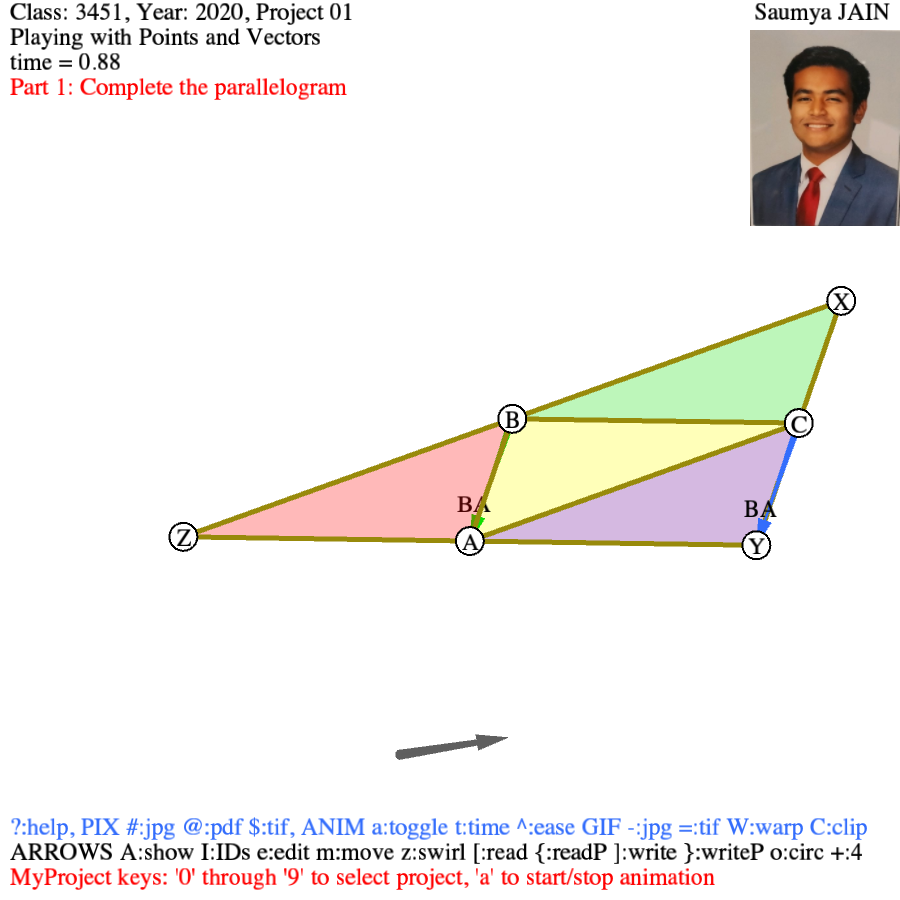 Class: 3451, Year: 2020, Project 01
Saumya JAIN
Playing with Points and Vectors
time = 0.88
Part 1: Complete the parallelogram
X
B
C
BA
BA
Z
A
Y
?:help, PIX #:jpg @:pdf $:tif, ANIM a:toggle t:time ^:ease GIF -:jpg =:tif W:warp C:clip
ARROWS A:show I:IDs e:edit m:move z:swirl [:read {:readP ]:write }:writeP o:circ +:4
MyProject keys: '0' through '9' to select project, 'a' to start/stop animation